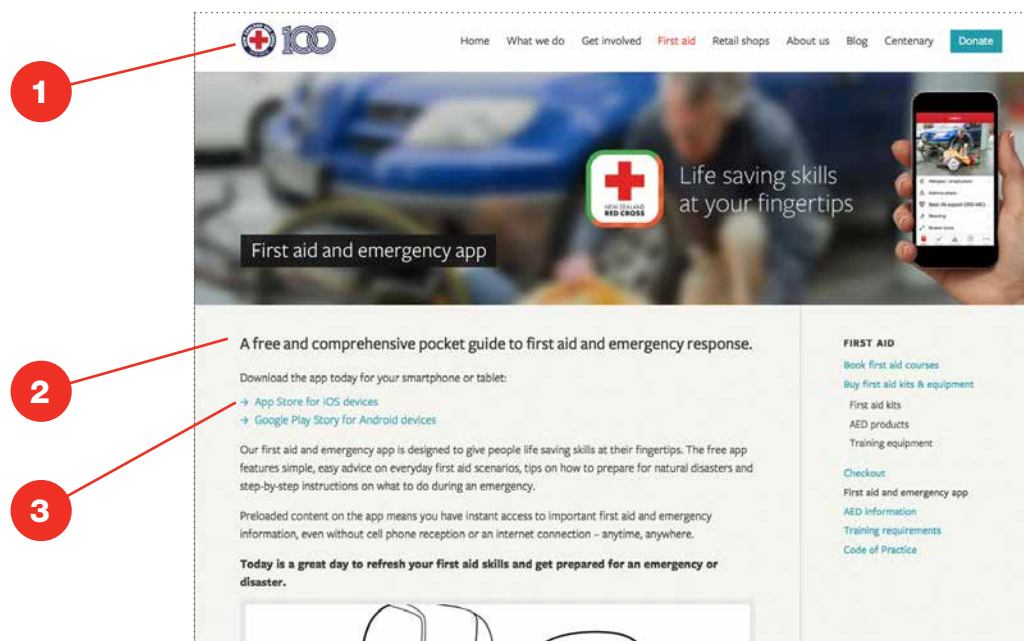 1
100
Home What we do Get involved First aid Retail shops About us Blog Centenary Donate
NEW ZEALAND
RED CROSS
Life saving skills
at your fingertips
First aid and emergency app
2
A free and comprehensive pocket guide to first aid and emergency response.
Download the app today for your smartphone or tablet:
→ App Store for iOS devices
→ Google Play Story for Android devices
Our first aid and emergency app is designed to give people life saving skills at their fingertips. The free app
features simple, easy advice on everyday first aid scenarios, tips on how to prepare for natural disasters and
step-by-step instructions on what to do during an emergency.
3
Preloaded content on the app means you have instant access to important first aid and emergency
information, even without cell phone reception or an internet connection – anytime, anywhere.
Today is a great day to refresh your first aid skills and get prepared for an emergency or
disaster.
FIRST AID
Book first aid courses
Buy first aid kits & equipment
First aid kits
AED products
Training equipment
Checkout
First aid and emergency app
AED information
Training requirements
Code of Practice